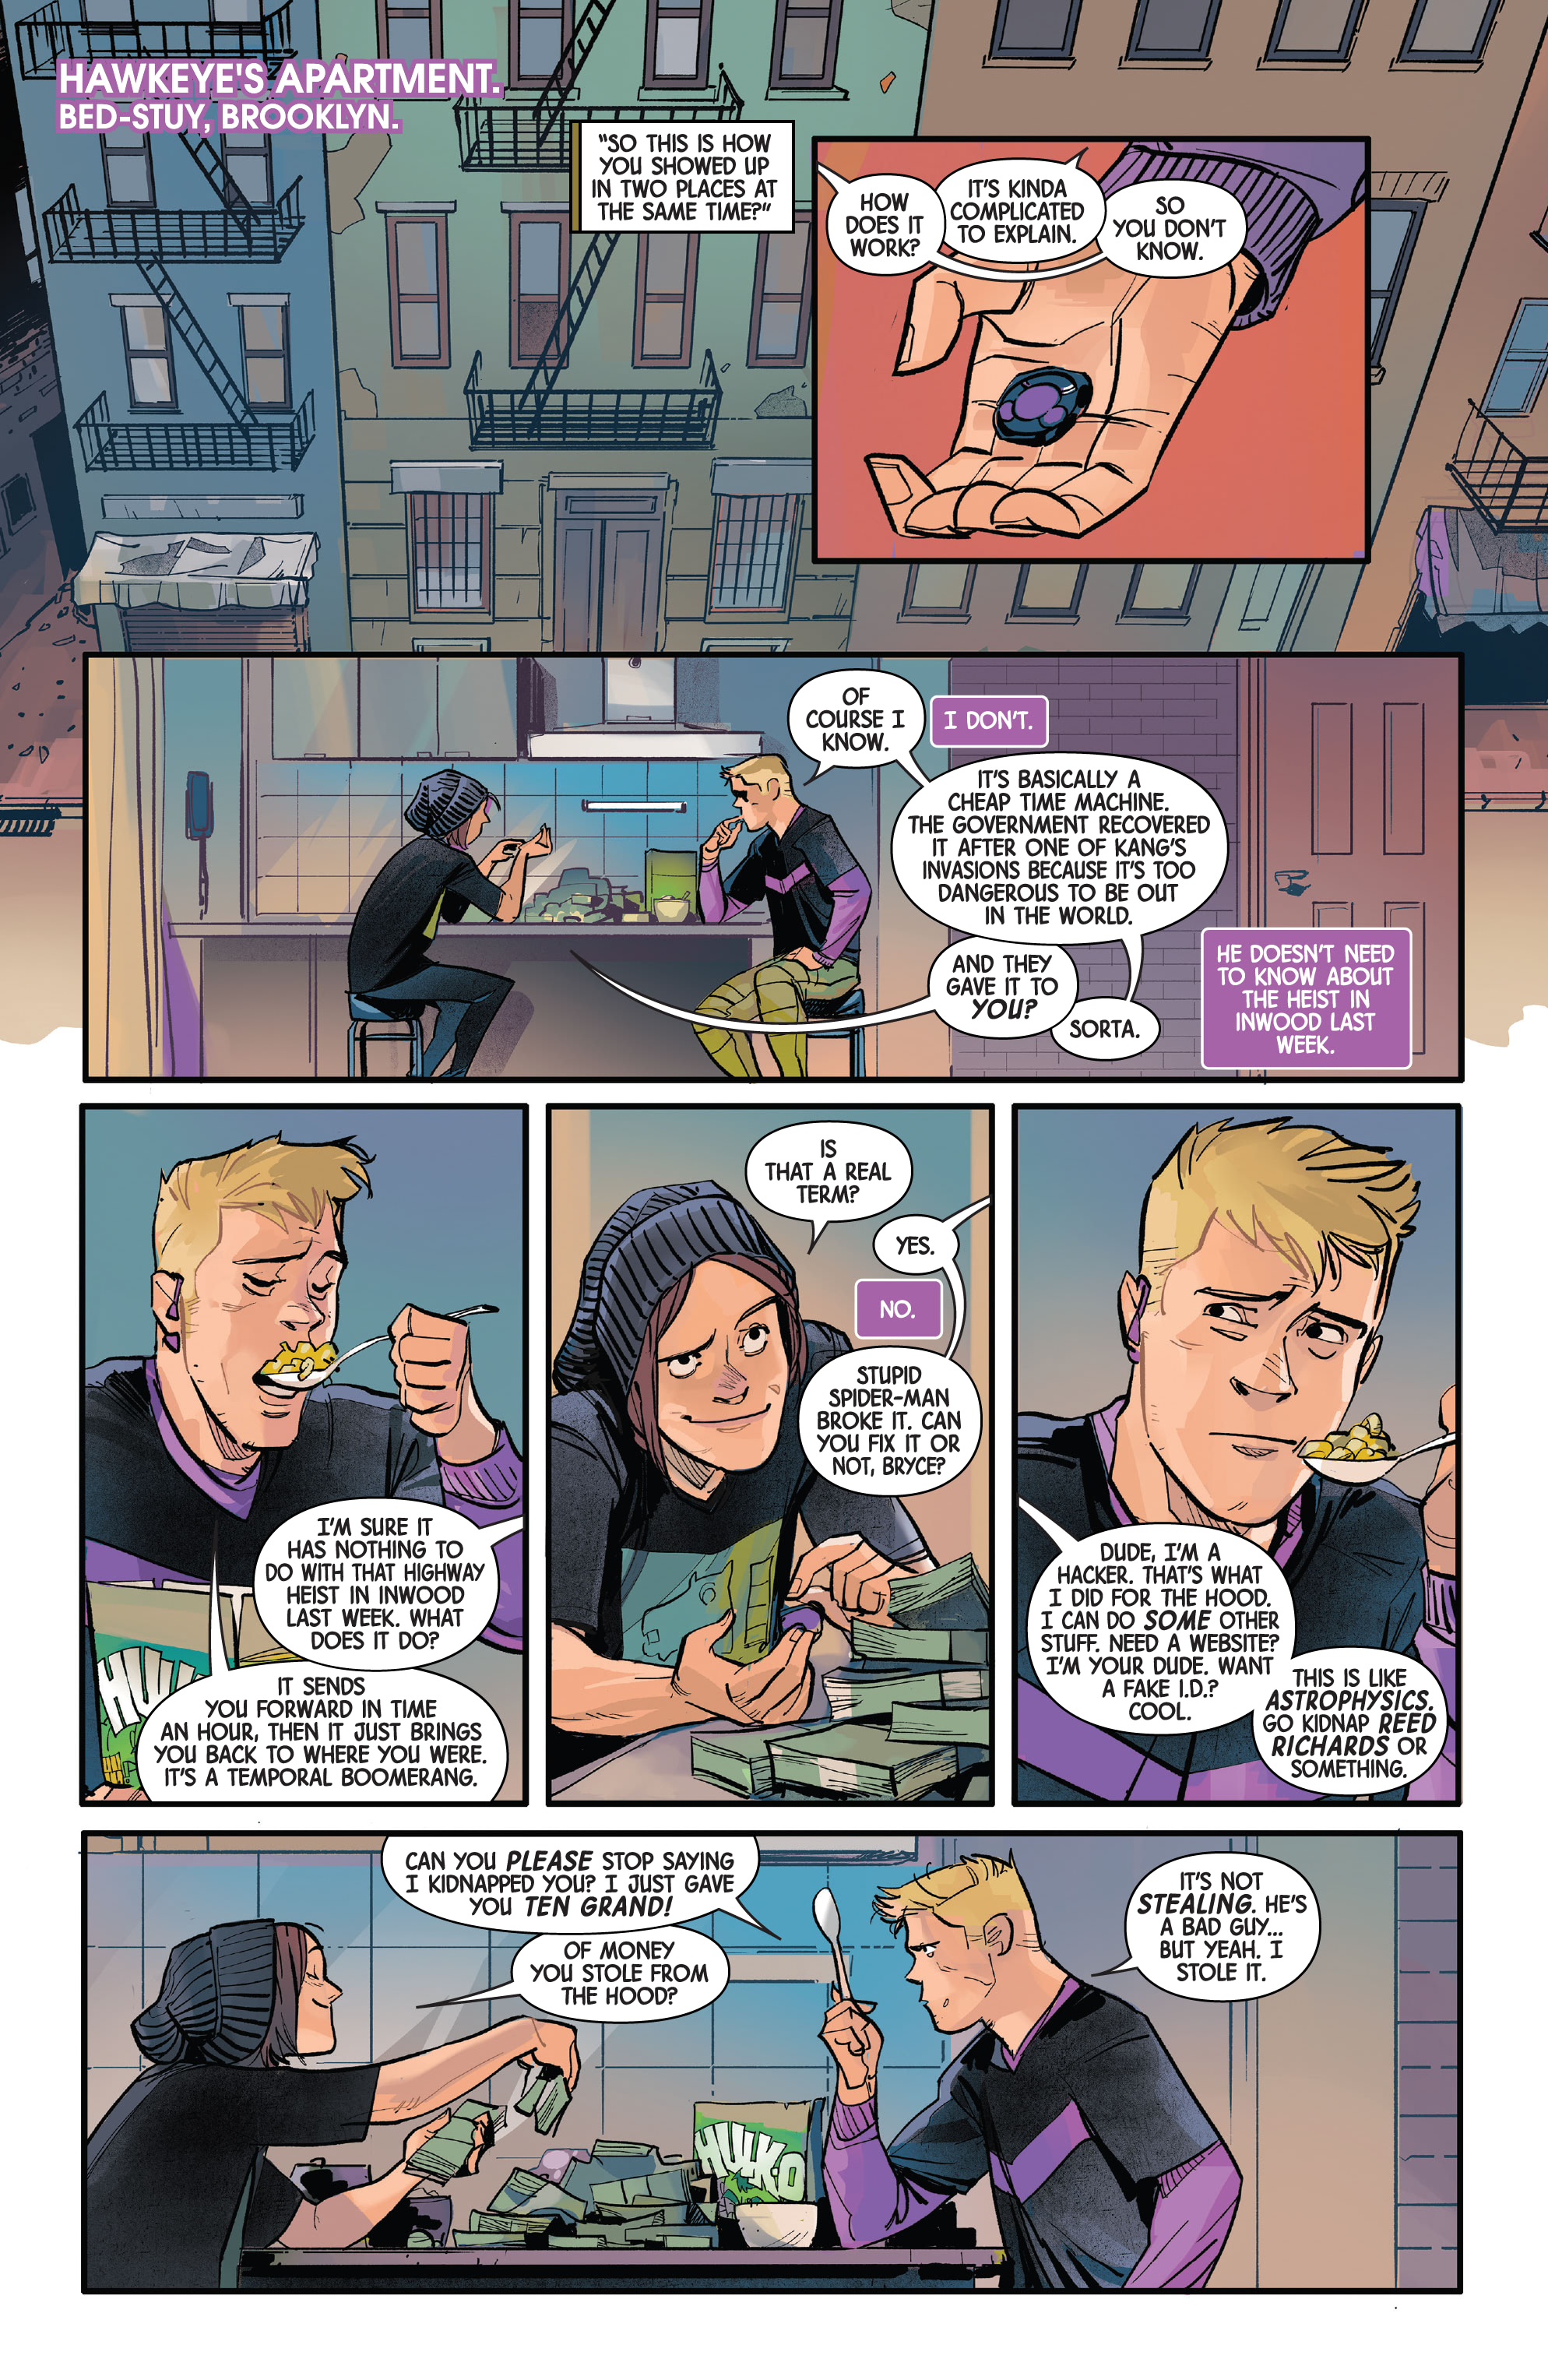 HAWKEYE'S APARTMENT.
BED-STUY, BROOKLYN.
"SO THIS IS HOW
YOU SHOWED UP
IN TWO PLACES AT
THE SAME TIME?"
HOW
DOES IT
WORK?
IT'S KINDA
COMPLICATED
TO EXPLAIN.
SO
YOU DON'T
KNOW.
OF
COURSE I
KNOW.
I DON'T.
IT'S BASICALLY A
CHEAP TIME MACHINE.
THE GOVERNMENT RECOVERED
IT AFTER ONE OF KANG'S
INVASIONS BECAUSE IT'S TOO
DANGEROUS TO BE OUT
IN THE WORLD.
AND THEY
GAVE IT TO
YOU?
SORTA.
HE DOESN'T NEED
TO KNOW ABOUT
THE HEIST IN
INWOOD LAST
WEEK.
I'M SURE IT
HAS NOTHING TO
DO WITH THAT HIGHWAY
HEIST IN INWOOD
LAST WEEK. WHAT
DOES IT DO?
HULK
IT SENDS
YOU FORWARD IN TIME
AN HOUR, THEN IT JUST BRINGS
YOU BACK TO WHERE YOU WERE.
IT'S A TEMPORAL BOOMERANG.
IS
THAT A REAL
TERM?
YES.
NO.
STUPID
SPIDER-MAN
BROKE IT. CAN
YOU FIX IT OR
NOT, BRYCE?
DUDE, I'M A
HACKER. THAT'S WHAT
I DID FOR THE HOOD.
I CAN DO SOME OTHER
STUFF. NEED A WEBSITE?
I'M YOUR DUDE. WANT
A FAKE I.D.?
COOL.
THIS IS LIKE
ASTROPHYSICS.
GO KIDNAP REED
RICHARDS OR
SOMETHING.
CAN YOU PLEASE STOP SAYING
I KIDNAPPED YOU? I JUST GAVE
YOU TEN GRAND!
OF MONEY
YOU STOLE FROM
THE HOOD?
IT'S NOT
STEALING. HE'S
A BAD GUY...
BUT YEAH. I
STOLE IT.
HULK-O